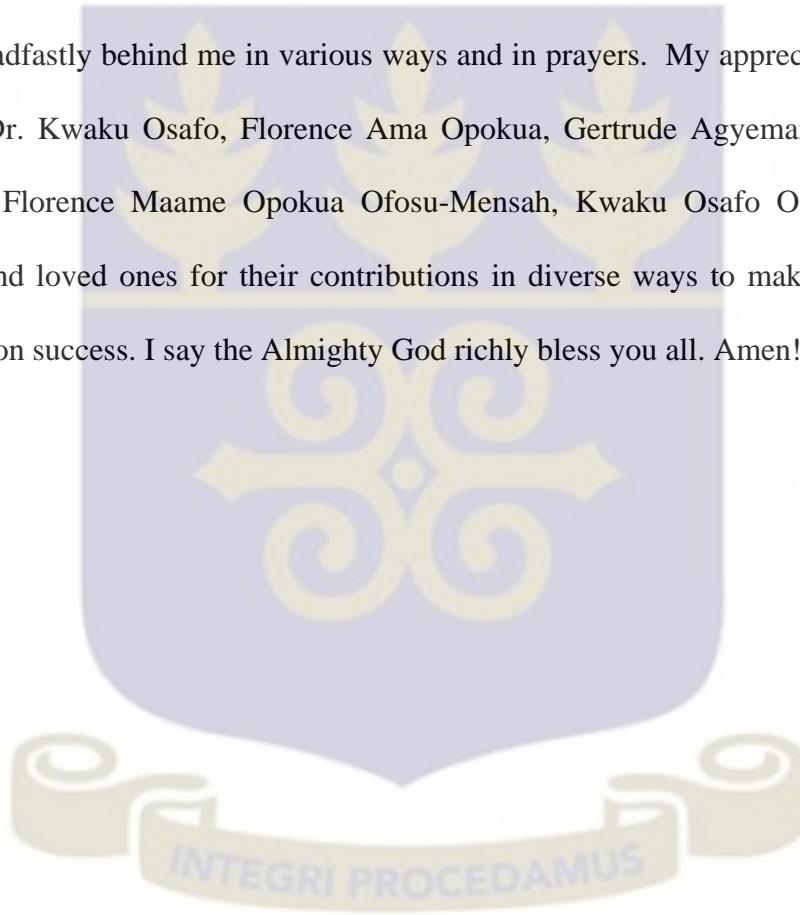 adfastly behind me in various ways and in prayers. My apprec
Dr. Kwaku Osafo, Florence Ama Opokua, Gertrude Agyeman
Florence Maame Opokua Ofosu-Mensah, Kwaku Osafo O
nd loved ones for their contributions in diverse ways to mak
on success. I say the Almighty God richly bless you all. Amen!
INTEGRI PROCEDAMUS